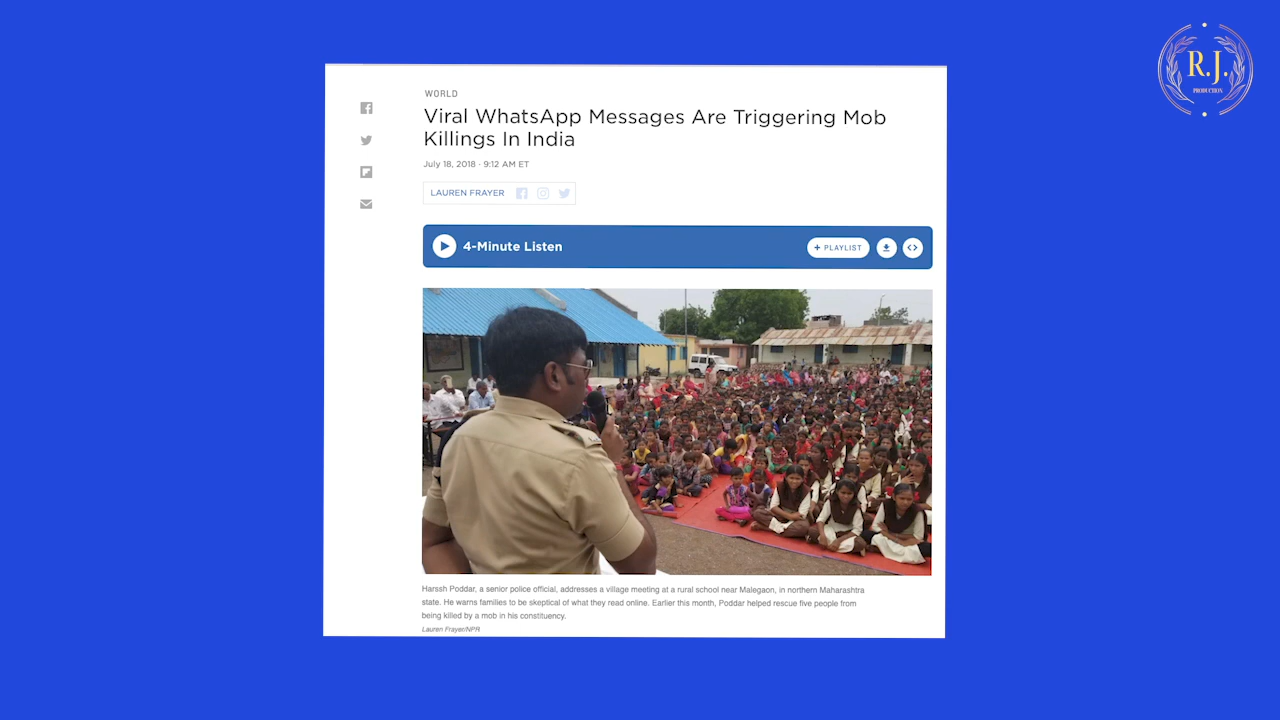 R.J.
PRODUCTION
WORLD
Viral WhatsApp Messages Are Triggering Mob
Killings In India
July 18, 2018 · 9:12 AM ET
LAUREN FRAYER
4-Minute Listen
+ PLAYLIST
Harssh Poddar, a senior police official, addresses a village meeting at a rural school near Malegaon, in northern Maharashtra
state. He warns families to be skeptical of what they read online. Earlier this month, Poddar helped rescue five people from
being killed by a mob in his constituency.
Lauren Frayer/NPR